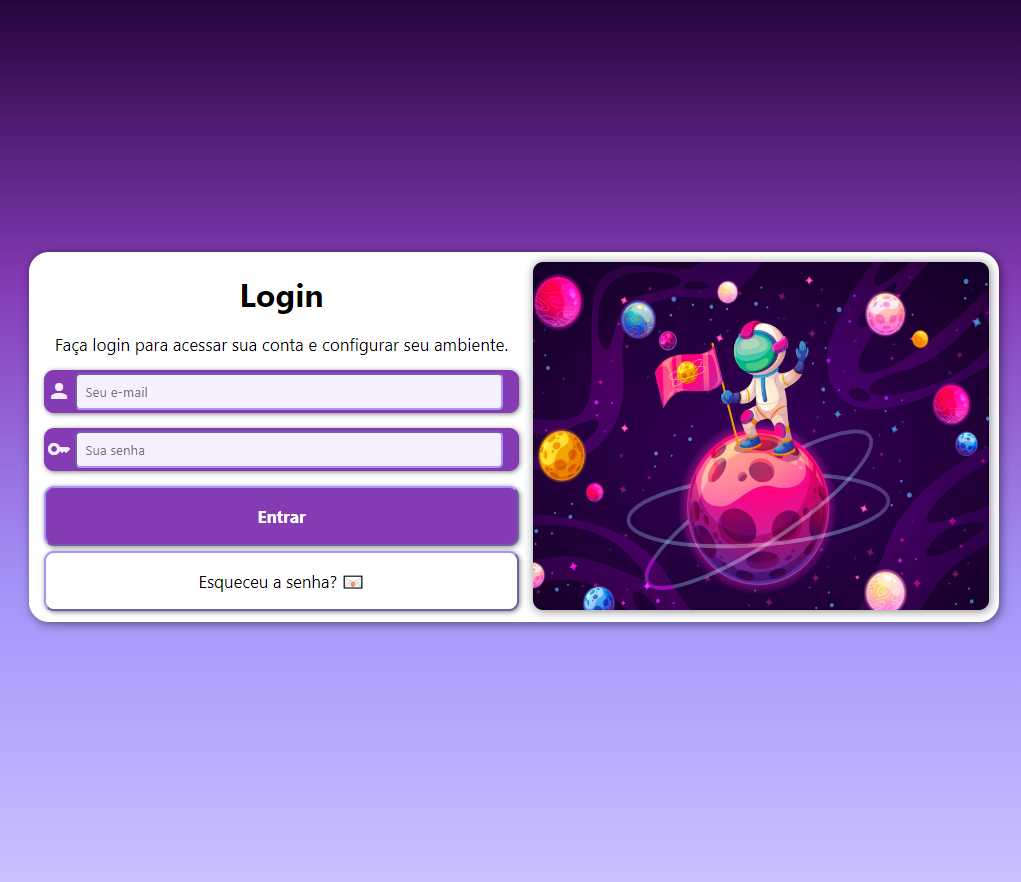 Login
Faça login para acessar sua conta e configurar seu ambiente.
Seu e-mail
Sua senha
Entrar
Esqueceu a senha? 💌